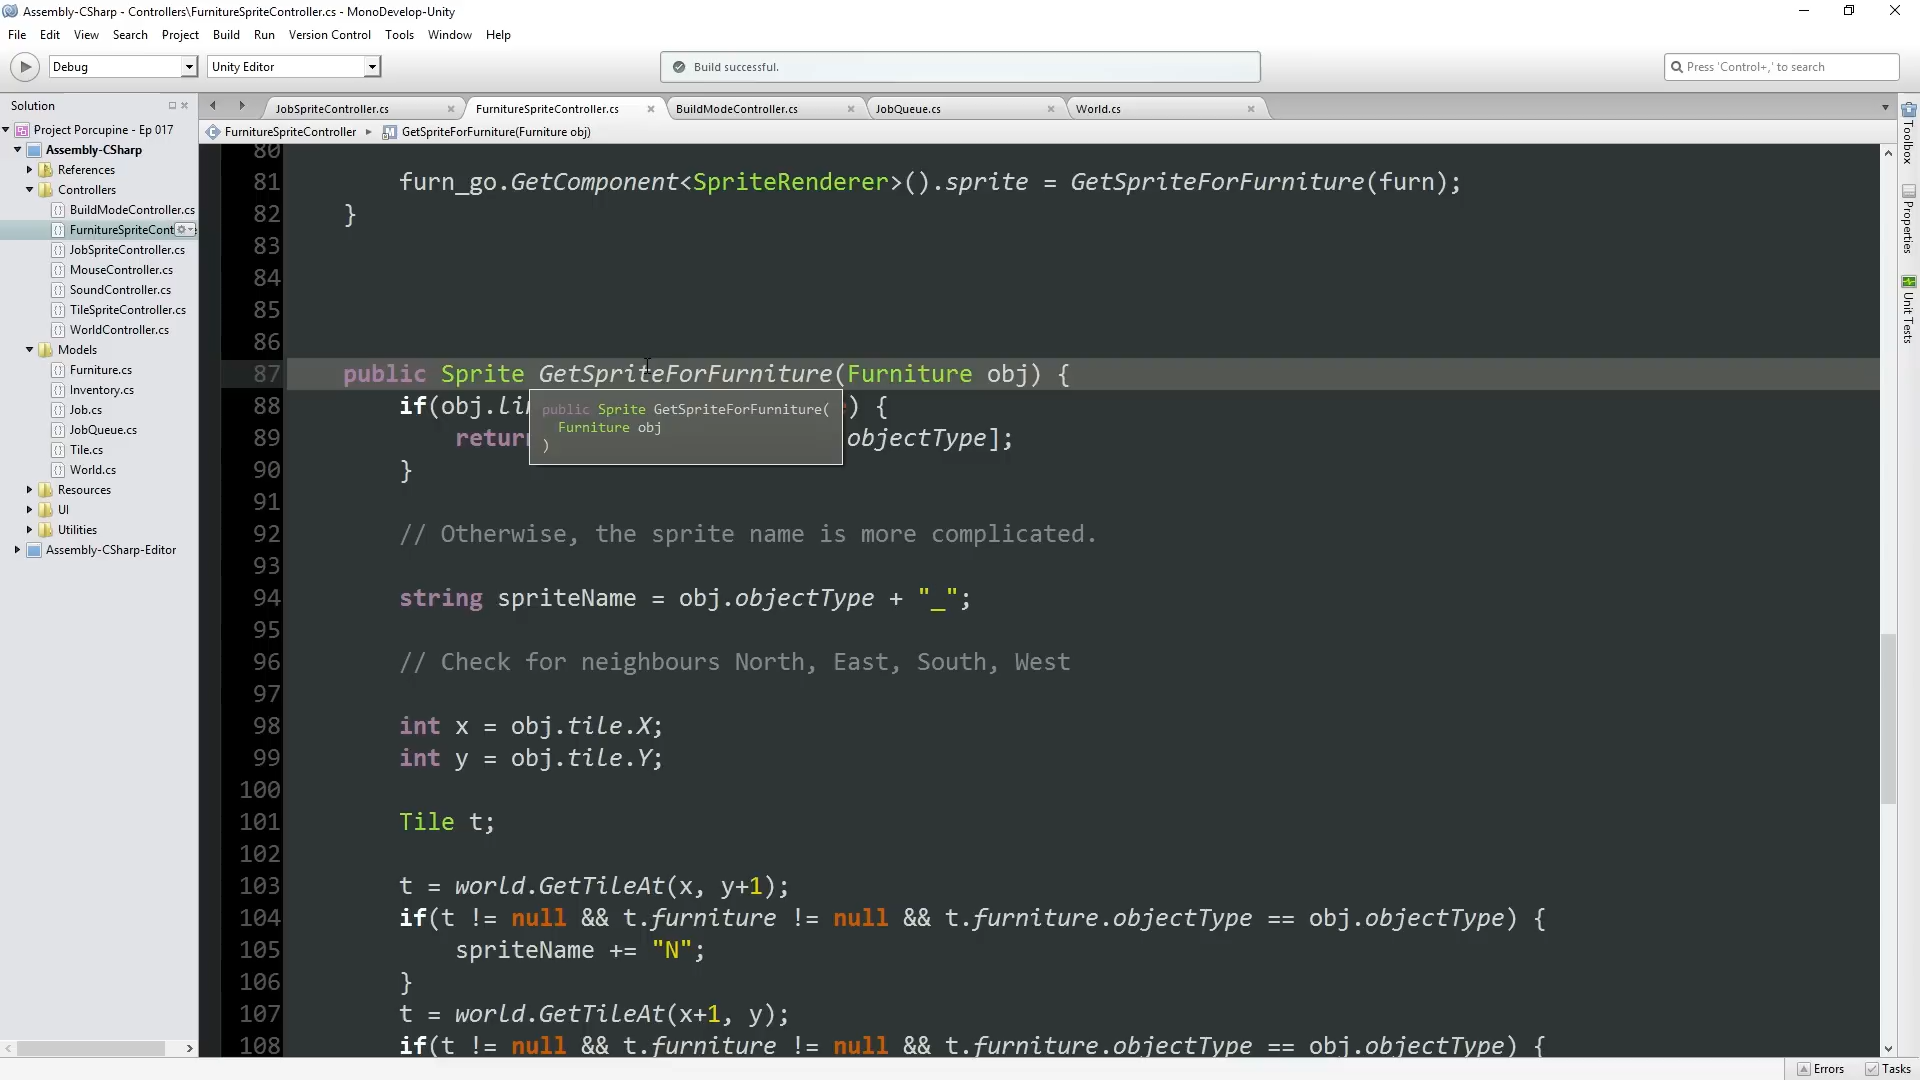 Assembly-CSharp - Controllers\FurnitureSpriteController.cs - MonoDevelop-Unity
File Edit View Search Project Build Run Version Control Tools Window Help
Debug Unity Editor Build successful. Press 'Control+,' to search
Solution
JobSpriteController.cs FurnitureSpriteController.cs BuildModeController.cs JobQueue.cs World.cs
FurnitureSpriteController GetSpriteForFurniture(Furniture obj)
Project Porcupine - Ep 017
Assembly-CSharp
References
Controllers
BuildModeController.cs
FurnitureSpriteCont
JobSpriteController.cs
MouseController.cs
SoundController.cs
TileSpriteController.cs
WorldController.cs
Models
Furniture.cs
Inventory.cs
Job.cs
JobQueue.cs
Tile.cs
World.cs
Resources
UI
Utilities
Assembly-CSharp-Editor
80
81 furn_go.GetComponent<SpriteRenderer>().sprite = GetSpriteForFurniture(furn);
82 }
83
84
85
86
87 public Sprite GetSpriteForFurniture(Furniture obj) {
88 if(obj.li ) {
89 return objectType];
90 }
91
92 // Otherwise, the sprite name is more complicated.
93
94 string spriteName = obj.objectType + "_";
95
96 // Check for neighbours North, East, South, West
97
98 int x = obj.tile.X;
99 int y = obj.tile.Y;
100
101 Tile t;
102
103 t = world.GetTileAt(x, y+1);
104 if(t != null && t.furniture != null && t.furniture.objectType == obj.objectType) {
105 spriteName += "N";
106 }
107 t = world.GetTileAt(x+1, y);
108 if(t != null && t.furniture != null && t.furniture.objectType == obj.objectType) {
public Sprite GetSpriteForFurniture(
Furniture obj
)
Toolbox
Properties
Unit Tests
Errors Tasks